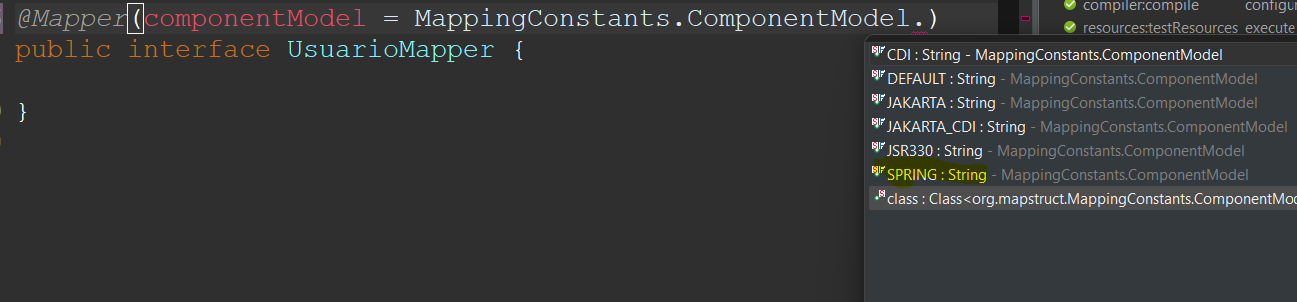 @Mapper(componentModel = MappingConstants.ComponentModel.)
public interface UsuarioMapper {
}
compiler:compile configur
resources:testResources execute
CDI : String - MappingConstants.ComponentModel
DEFAULT : String - MappingConstants.ComponentModel
JAKARTA : String - MappingConstants.ComponentModel
JAKARTA_CDI : String - MappingConstants.ComponentModel
JSR330 : String - MappingConstants.ComponentModel
SPRING : String - MappingConstants.ComponentModel
class : Class<org.mapstruct.MappingConstants.ComponentMod